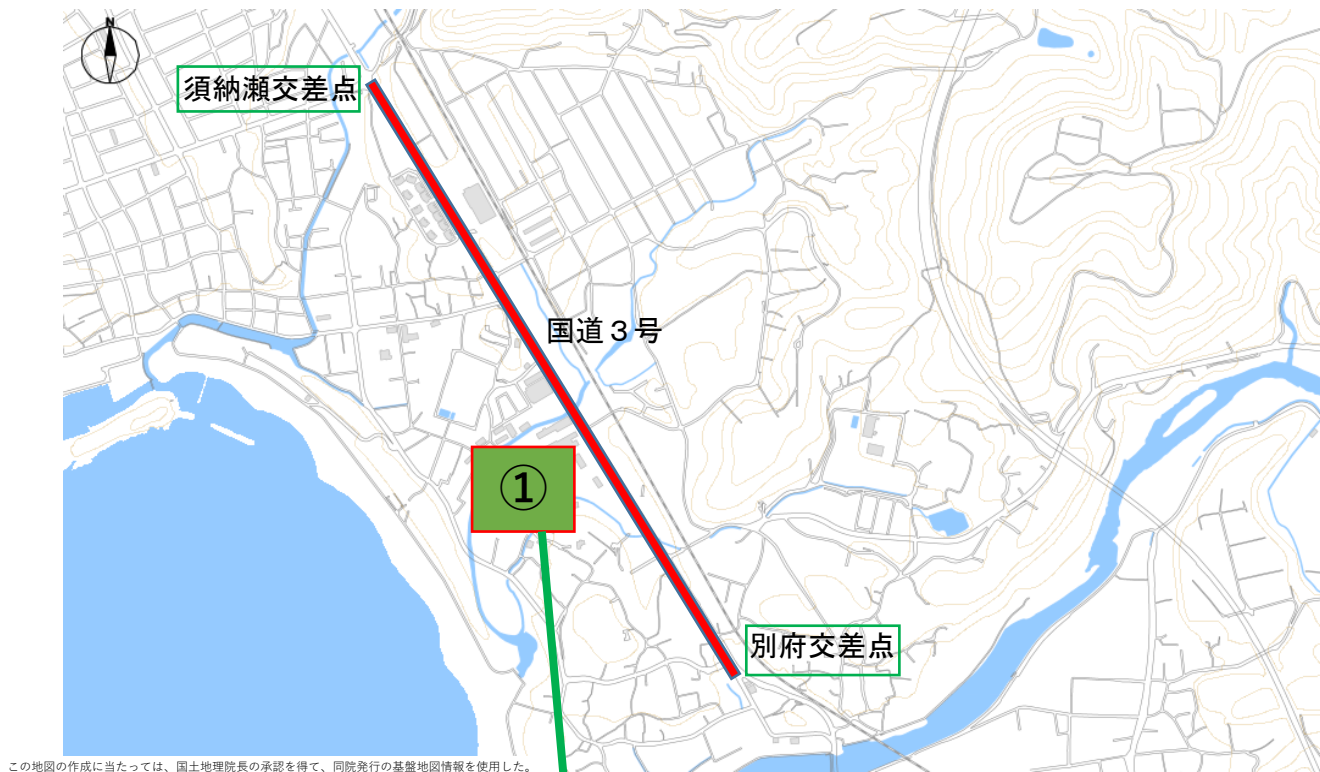 N
須納瀬交差点
国道３号
①
別府交差点
この地図の作成に当たっては、国土地理院長の承認を得て、同院発行の基盤地図情報を使用した。